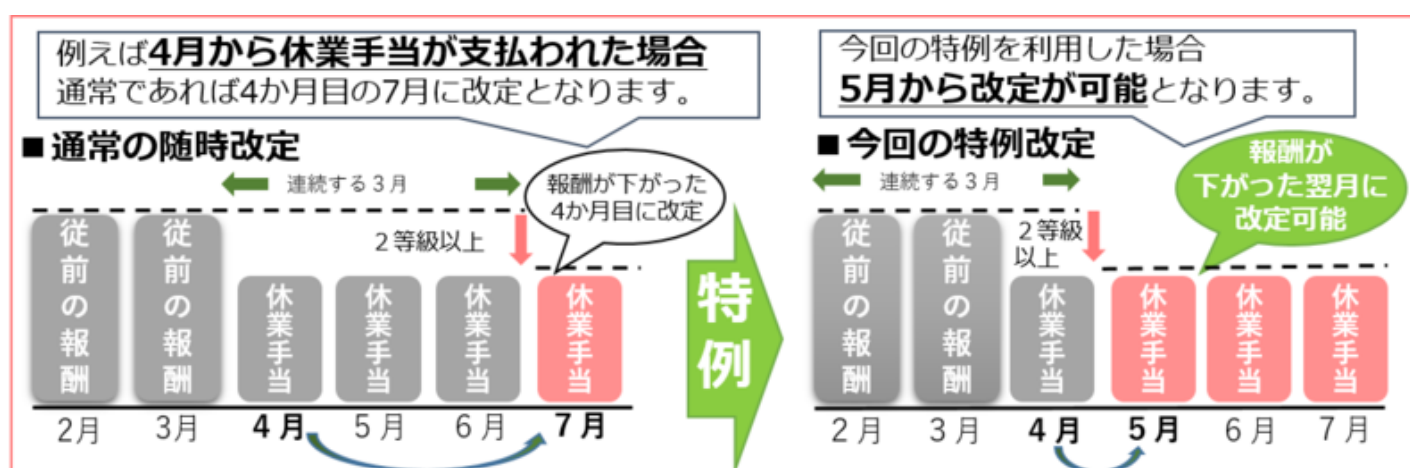 例えば4月から休業手当が支払われた場合
通常であれば4か月目の7月に改定となります。
■通常の随時改定
連続する3月
報酬が下がった
4か月目に改定
2等級以上
従前の報酬
従前の報酬
休業手当
休業手当
休業手当
休業手当
2月
3月
4月
5月
6月
7月
特例
今回の特例を利用した場合
5月から改定が可能となります。
■今回の特例改定
連続する3月
報酬が
下がった翌月に
改定可能
2等級
以上
従前の報酬
従前の報酬
休業手当
休業手当
休業手当
休業手当
2月
3月
4月
5月
6月
7月